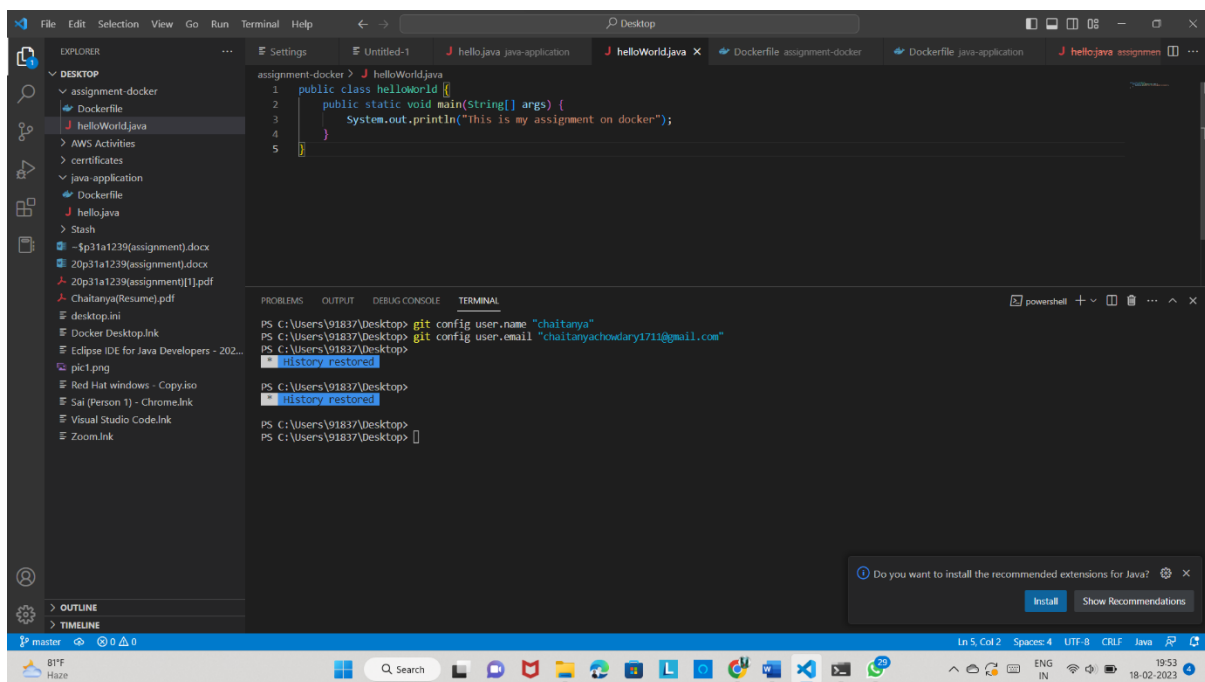 File Edit Selection View Go Run Terminal Help
Desktop
EXPLORER
Settings
Untitled-1
hello.java java-application
helloWorld.java
Dockerfile assignment-docker
Dockerfile java-application
hello.java assignmen
DESKTOP
assignment-docker
Dockerfile
helloWorld.java
AWS Activities
cerrtificates
java-application
Dockerfile
hello.java
Stash
~$p31a1239(assignment).docx
20p31a1239(assignment).docx
20p31a1239(assignment)[1].pdf
Chaitanya(Resume).pdf
desktop.ini
Docker Desktop.lnk
Eclipse IDE for Java Developers - 202...
pic1.png
Red Hat windows - Copy.iso
Sai (Person 1) - Chrome.lnk
Visual Studio Code.lnk
Zoom.lnk
OUTLINE
TIMELINE
assignment-docker > helloWorld.java
1 public class helloWorld {
2 public static void main(String[] args) {
3 System.out.println("This is my assignment on docker");
4 }
5 }
PROBLEMS OUTPUT DEBUG CONSOLE TERMINAL
powershell
PS C:\Users\91837\Desktop> git config user.name "chaitanya"
PS C:\Users\91837\Desktop> git config user.email "chaitanyachowdary1711@gmail.com"
PS C:\Users\91837\Desktop>
* History restored
PS C:\Users\91837\Desktop>
* History restored
PS C:\Users\91837\Desktop>
PS C:\Users\91837\Desktop>
Do you want to install the recommended extensions for Java?
Install
Show Recommendations
master 0 0
Ln 5, Col 2 Spaces: 4 UTF-8 CRLF Java
81°F
Haze
Search
29
ENG
IN
19:53
18-02-2023
4